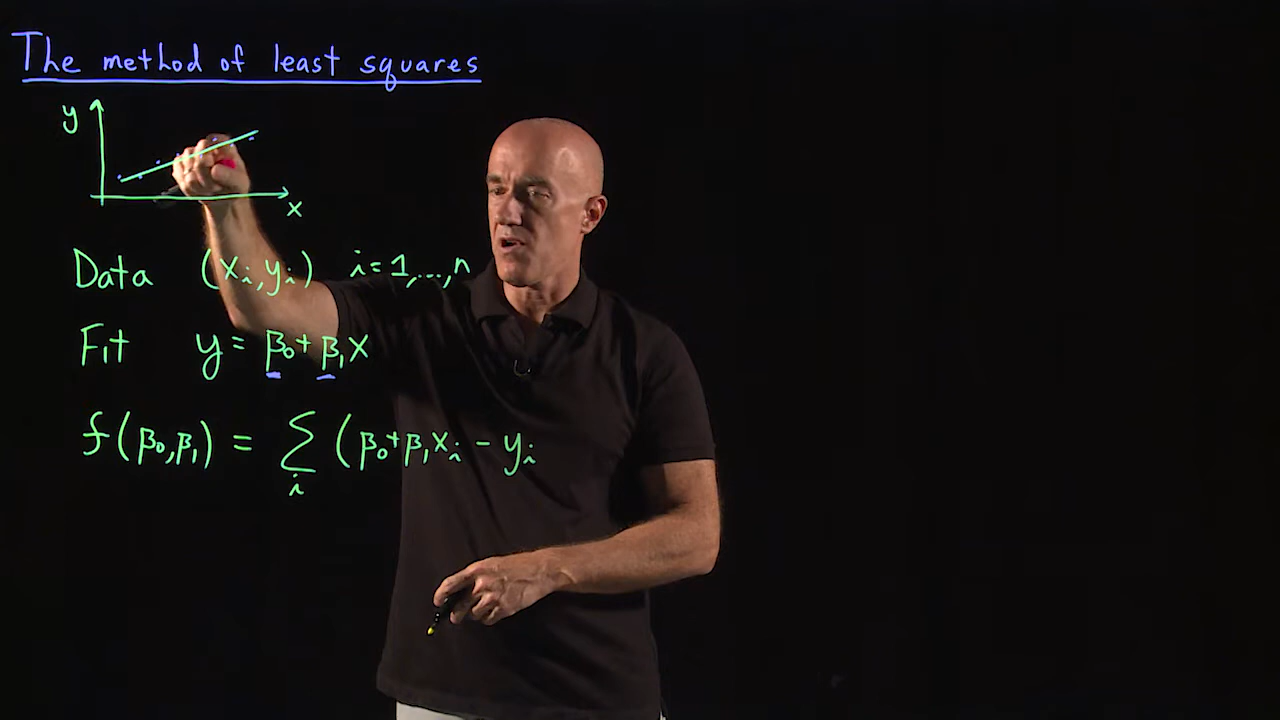 The method of least squares
y
x
Data (xi, yi) i = 1, ..., n
Fit y = β₀ + β₁x
f(β₀, β₁) = Σi (β₀ + β₁xi − yi